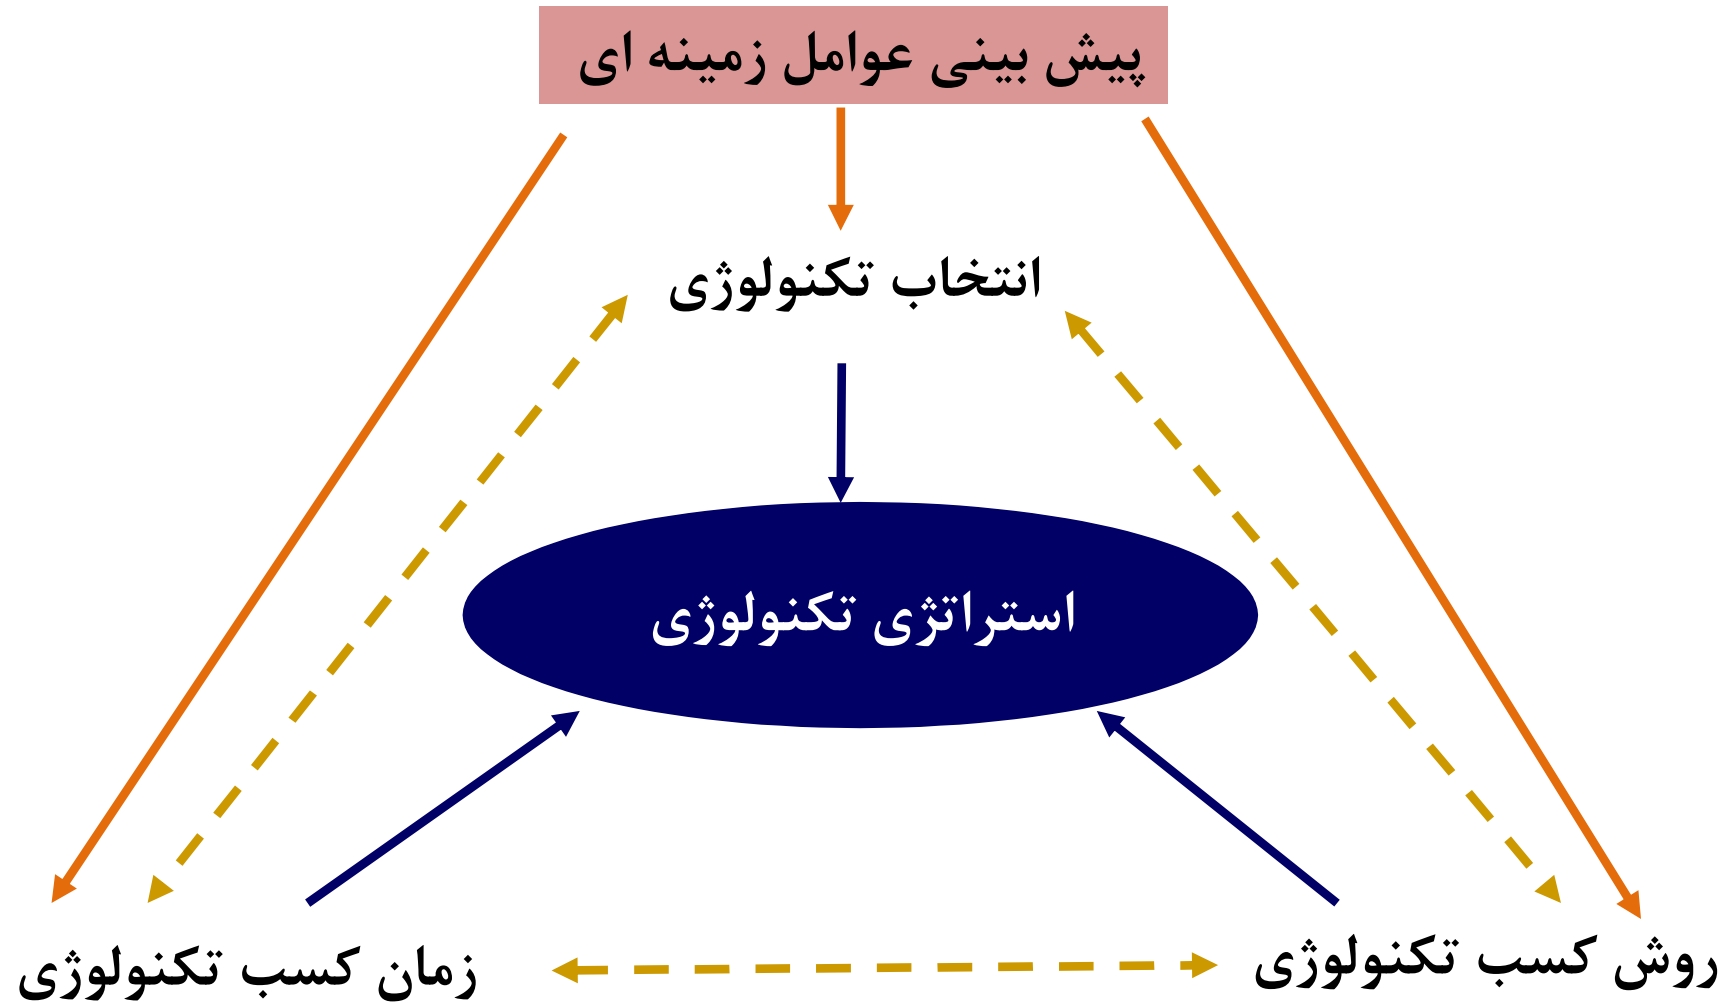 پیش بینی عوامل زمینه ای
انتخاب تکنولوژی
استراتژی تکنولوژی
روش کسب تکنولوژی
زمان کسب تکنولوژی